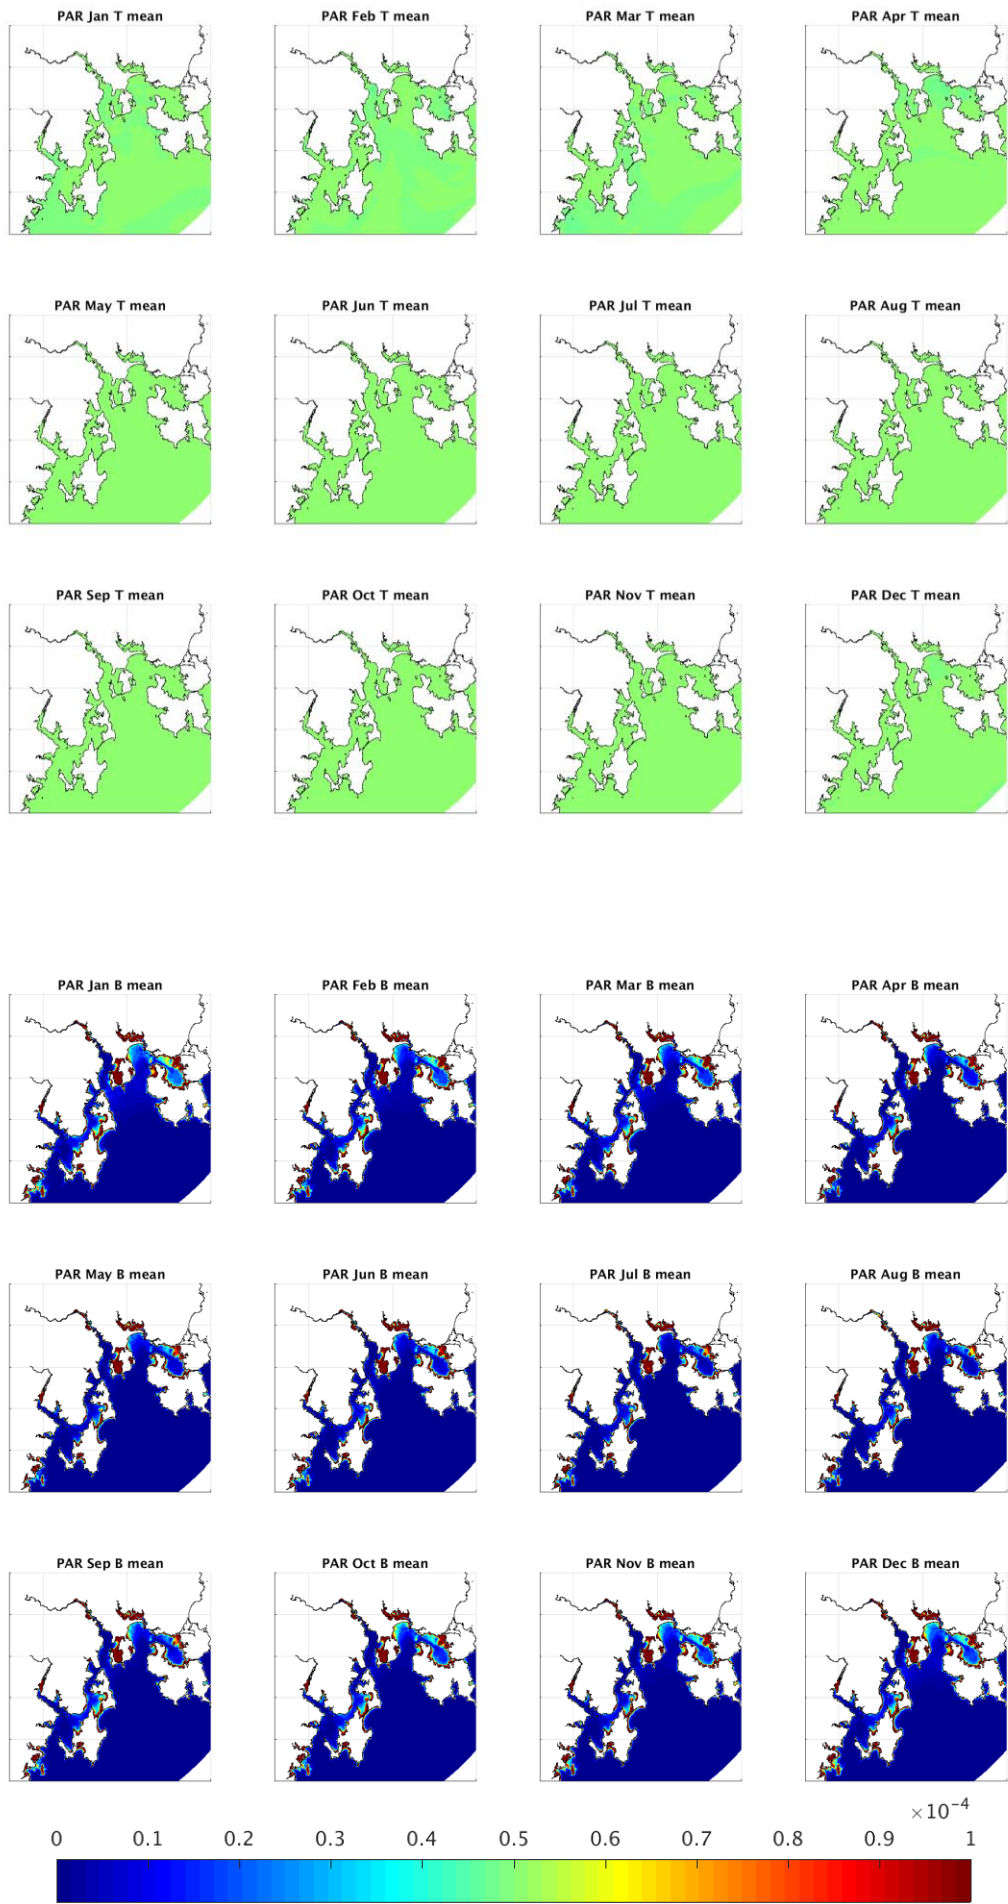 PAR Jan T mean PAR Feb T mean PAR Mar T mean PAR Apr T mean
PAR May T mean PAR Jun T mean PAR Jul T mean PAR Aug T mean
PAR Sep T mean PAR Oct T mean PAR Nov T mean PAR Dec T mean
PAR Jan B mean PAR Feb B mean PAR Mar B mean PAR Apr B mean
PAR May B mean PAR Jun B mean PAR Jul B mean PAR Aug B mean
PAR Sep B mean PAR Oct B mean PAR Nov B mean PAR Dec B mean
×10⁻⁴
0 0.1 0.2 0.3 0.4 0.5 0.6 0.7 0.8 0.9 1